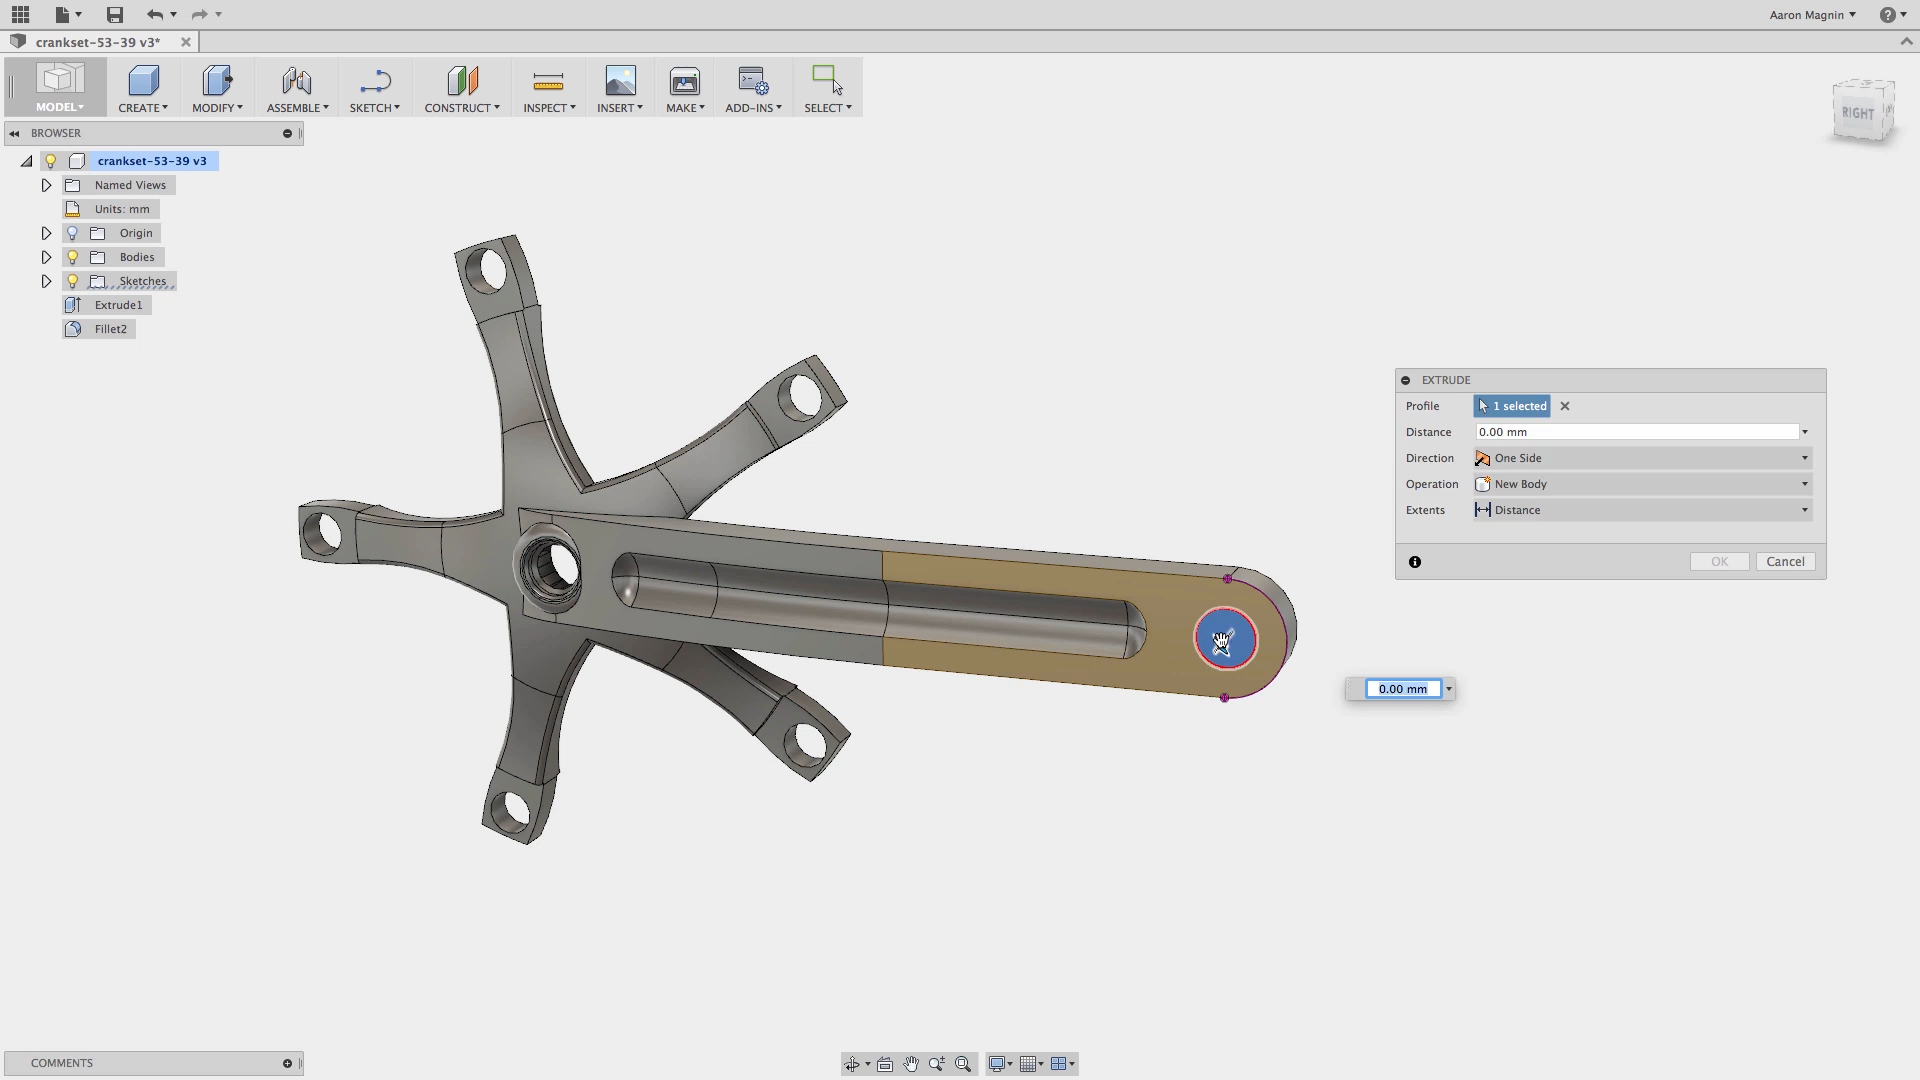 Aaron Magnin
crankset-53-39 v3*
MODEL
CREATE
MODIFY
ASSEMBLE
SKETCH
CONSTRUCT
INSPECT
INSERT
MAKE
ADD-INS
SELECT
RIGHT
BROWSER
crankset-53-39 v3
Named Views
Units: mm
Origin
Bodies
Sketches
Extrude1
Fillet2
EXTRUDE
Profile 1 selected
Distance 0.00 mm
Direction One Side
Operation New Body
Extents Distance
OK Cancel
0.00 mm
COMMENTS